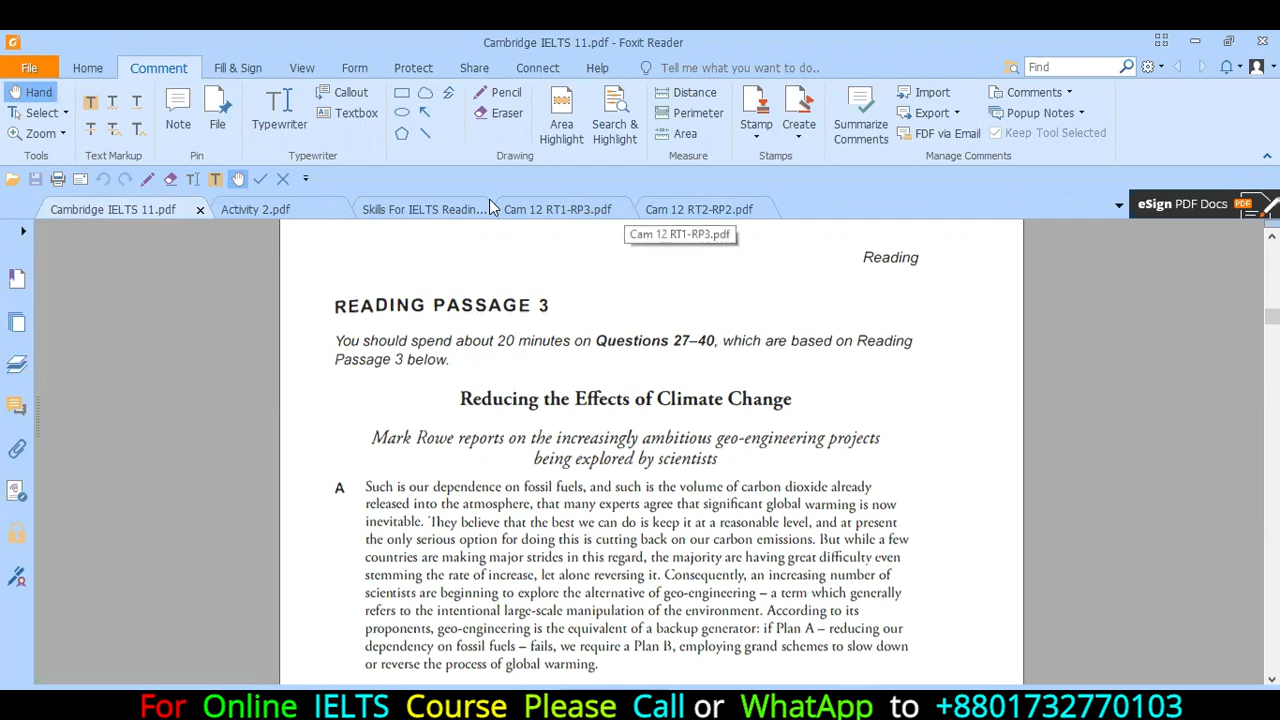 Cambridge IELTS 11.pdf - Foxit Reader
File Home Comment Fill & Sign View Form Protect Share Connect Help Tell me what you want to do.. Find
Hand Select Zoom Tools
Text Markup
Note File Pin
Typewriter Callout Textbox Typewriter
Pencil Eraser Area Highlight Search & Highlight Drawing
Distance Perimeter Area Measure
Stamp Create Stamps
Summarize Comments Import Export FDF via Email Comments Popup Notes Keep Tool Selected Manage Comments
Cambridge IELTS 11.pdf Activity 2.pdf Skills For IELTS Readin... Cam 12 RT1-RP3.pdf Cam 12 RT2-RP2.pdf eSign PDF Docs PDF
Cam 12 RT1-RP3.pdf
Reading
READING PASSAGE 3
You should spend about 20 minutes on Questions 27–40, which are based on Reading
Passage 3 below.
Reducing the Effects of Climate Change
Mark Rowe reports on the increasingly ambitious geo-engineering projects
being explored by scientists
A Such is our dependence on fossil fuels, and such is the volume of carbon dioxide already
released into the atmosphere, that many experts agree that significant global warming is now
inevitable. They believe that the best we can do is keep it at a reasonable level, and at present
the only serious option for doing this is cutting back on our carbon emissions. But while a few
countries are making major strides in this regard, the majority are having great difficulty even
stemming the rate of increase, let alone reversing it. Consequently, an increasing number of
scientists are beginning to explore the alternative of geo-engineering – a term which generally
refers to the intentional large-scale manipulation of the environment. According to its
proponents, geo-engineering is the equivalent of a backup generator: if Plan A – reducing our
dependency on fossil fuels – fails, we require a Plan B, employing grand schemes to slow down
or reverse the process of global warming.
For Online IELTS Course Please Call or WhatsApp to +8801732770103